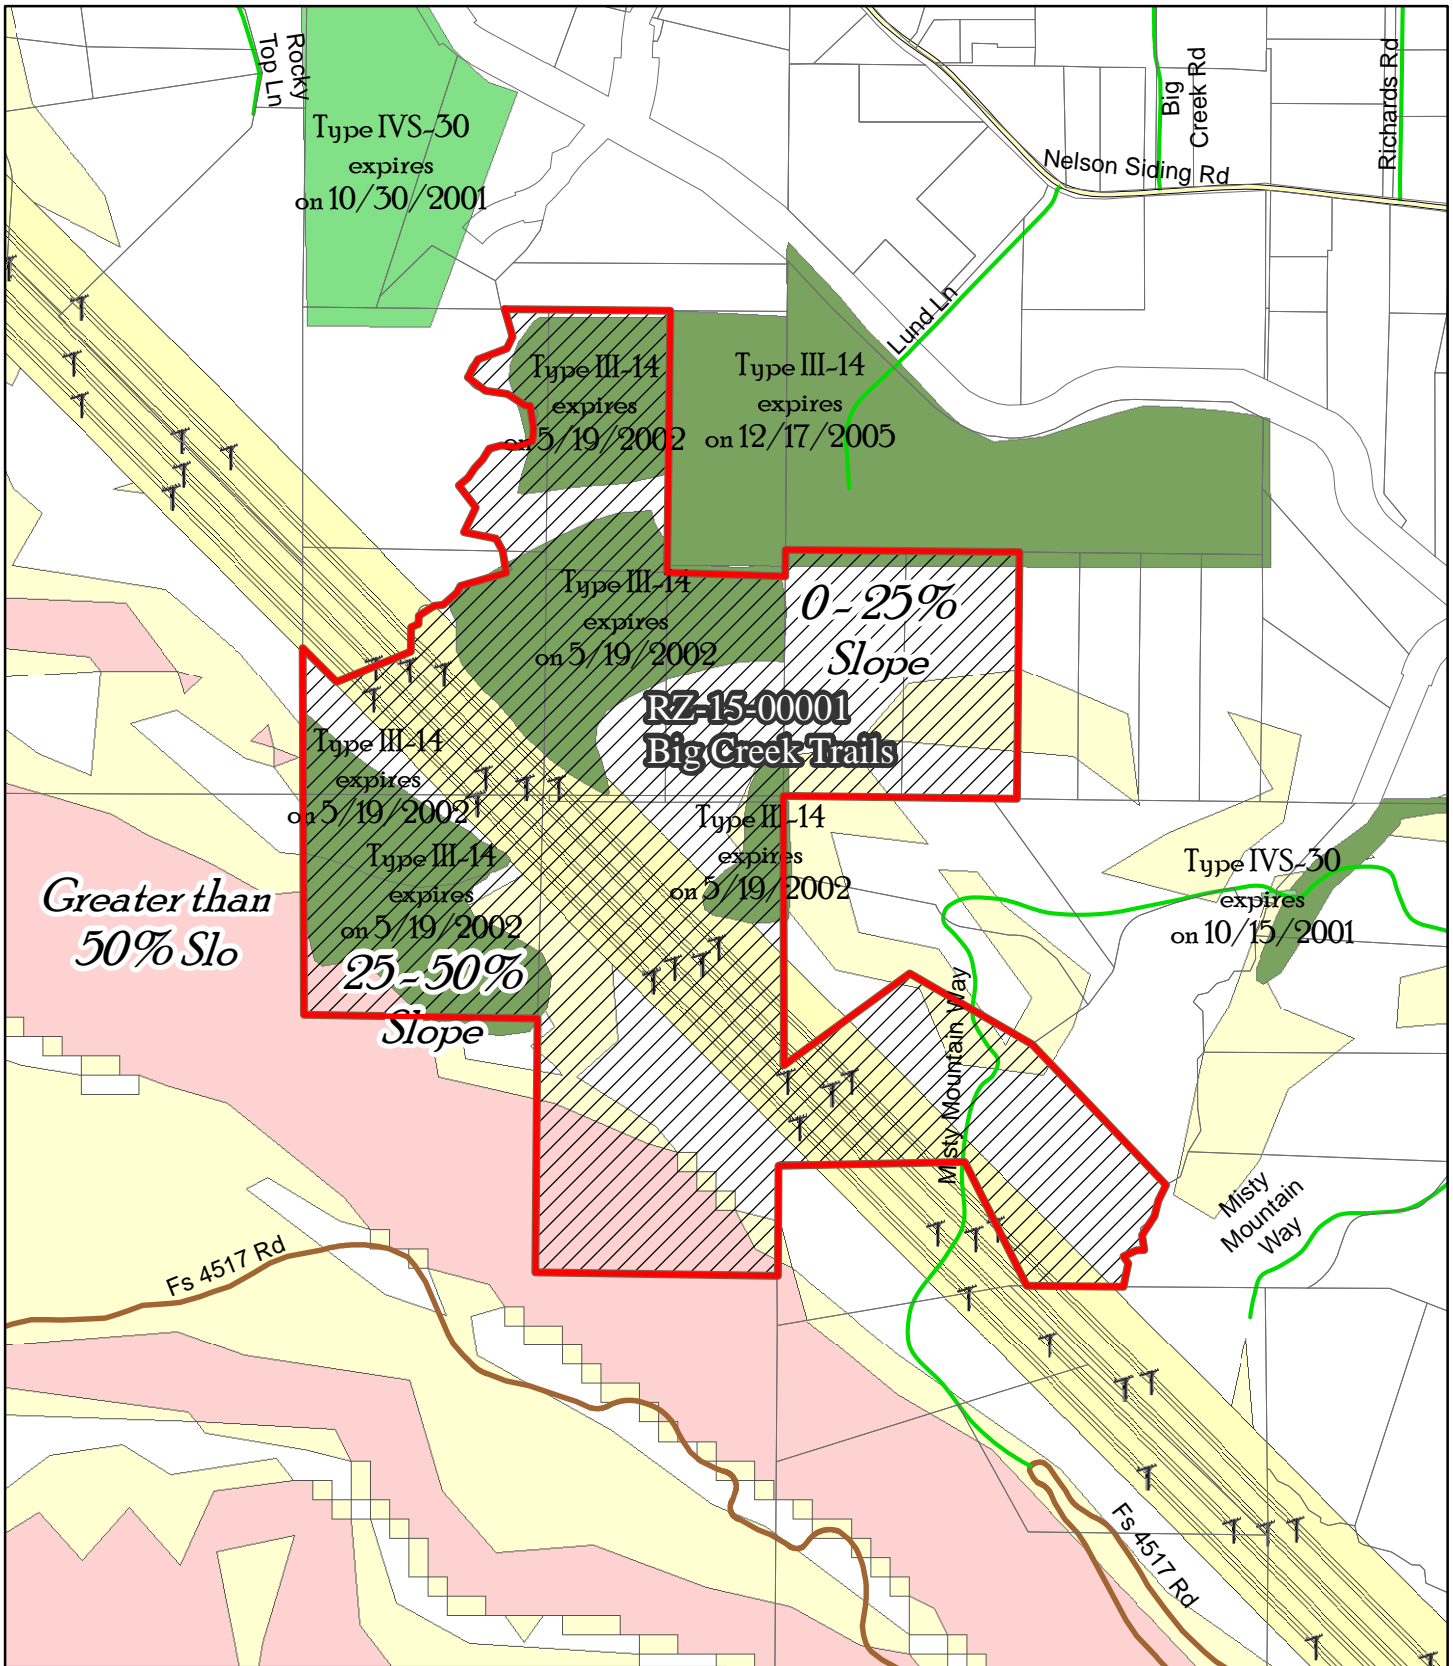 Rocky
Top Ln
Big
Creek Rd
Richards Rd
Type IVS-30
expires
on 10/30/2001
Nelson Siding Rd
Lund Ln
Type III-14
expires
on 5/19/2002
Type III-14
expires
on 12/17/2005
Type III-14
expires
on 5/19/2002
0-25%
Slope
RZ-15-00001
Big Creek Trails
Type III-14
expires
on 5/19/2002
Type III-14
expires
on 5/19/2002
Type III-14
expires
on 5/19/2002
Type IVS-30
expires
on 10/15/2001
Greater than
50% Slo
25-50%
Slope
Misty Mountain Way
Misty
Mountain
Way
Fs 4517 Rd
Fs 4517 Rd